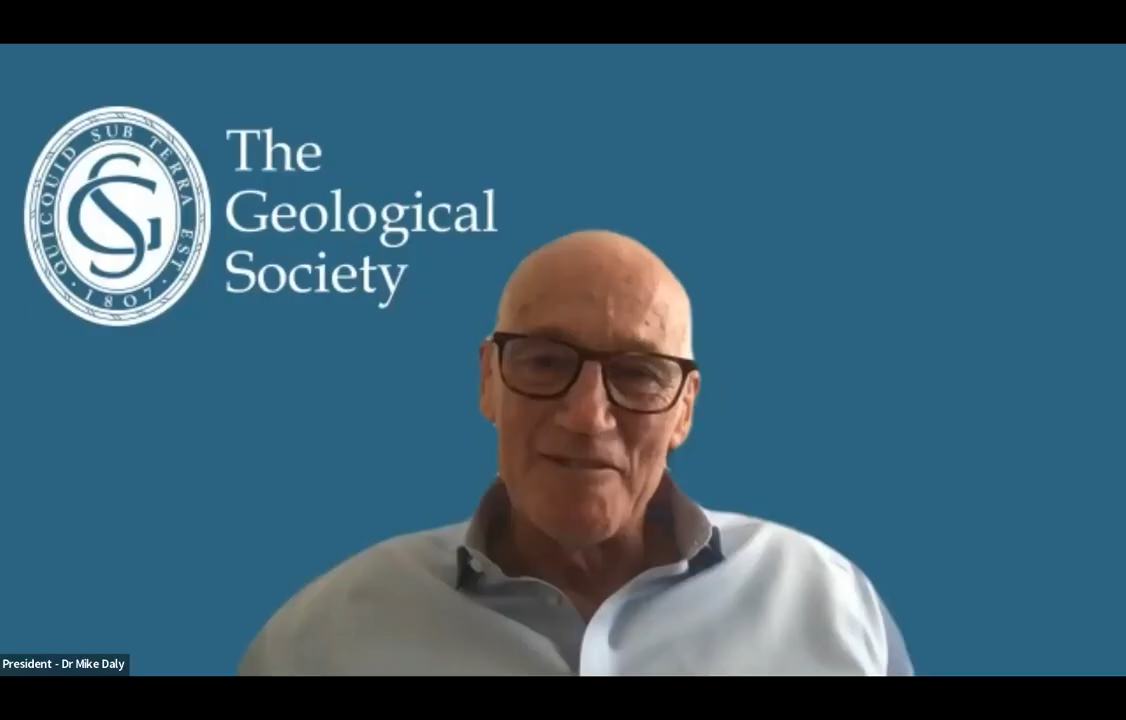 QUICQUID SUB TERRA EST
1807
GS
The
Geological
Society
President - Dr Mike Daly